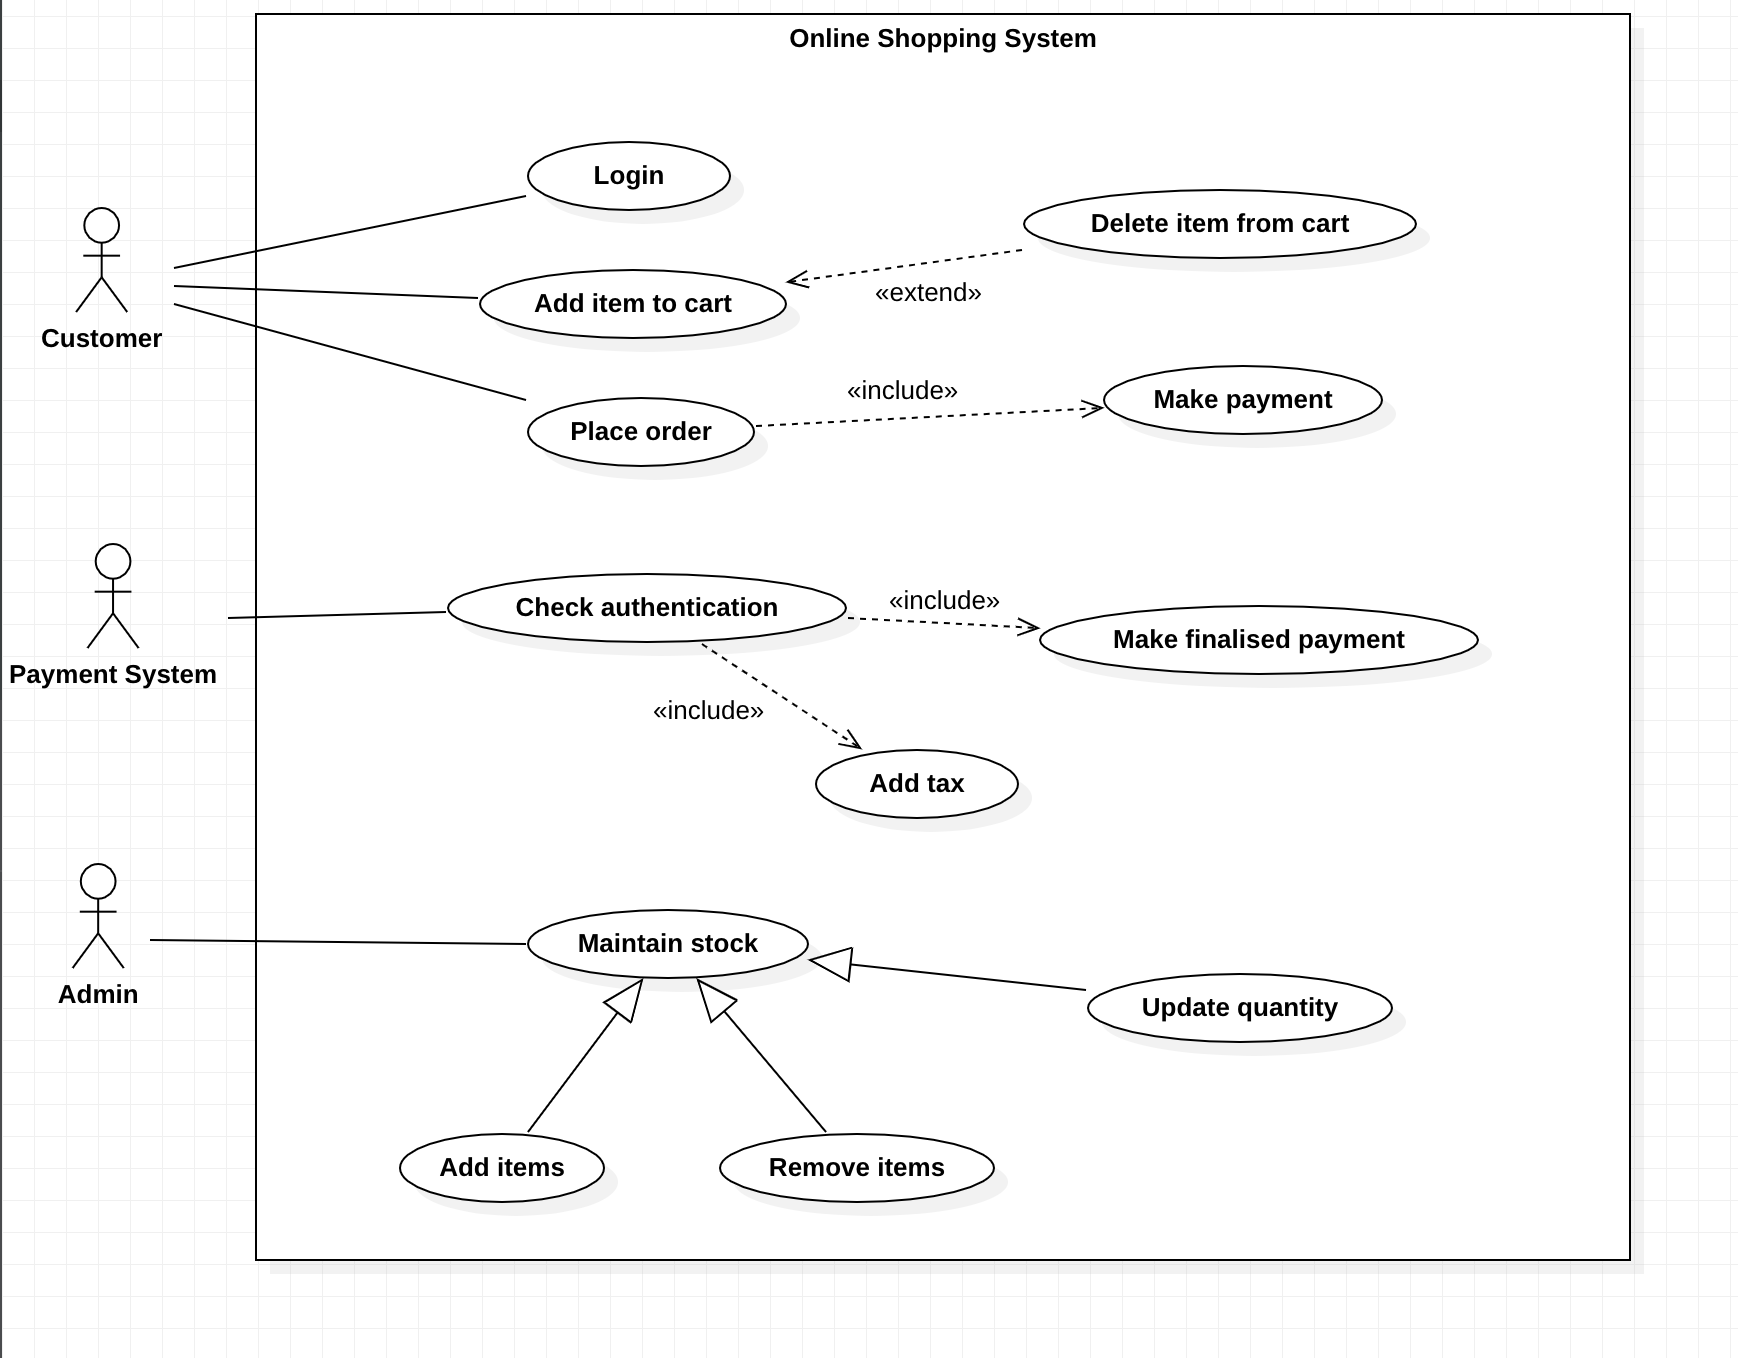 Online Shopping System
Login
Delete item from cart
Customer
Add item to cart
«extend»
Place order
«include»
Make payment
Payment System
Check authentication
«include»
Make finalised payment
«include»
Add tax
Admin
Maintain stock
Update quantity
Add items
Remove items